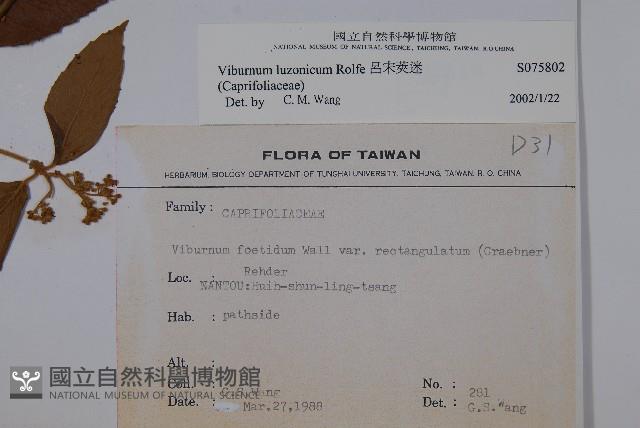 國立自然科學博物館
NATIONAL MUSEUM OF NATURAL SCIENCE, TAICHUNG, TAIWAN, R.O.CHINA
Viburnum luzonicum Rolfe 呂宋莢迷 S075802
(Caprifoliaceae)
Det. by C. M. Wang 2002/1/22
D31
FLORA OF TAIWAN
HERBARIUM, BIOLOGY DEPARTMENT OF TUNGHAI UNIVERSITY, TAICHUNG, TAIWAN, R. O. CHINA
Family : CAPRIFOLIACEAE
Viburnum foetidum Wall var. rectangulatum (Graebner)
Rehder
Loc. : NANTOU:Huih-shun-ling-tsang
Hab. : pathside
Alt. :
Coll. : G.S.Wang No. : 281
Date. : Mar.27,1988 Det. : G.S.Wang
國立自然科學博物館
NATIONAL MUSEUM OF NATURAL SCIENCE